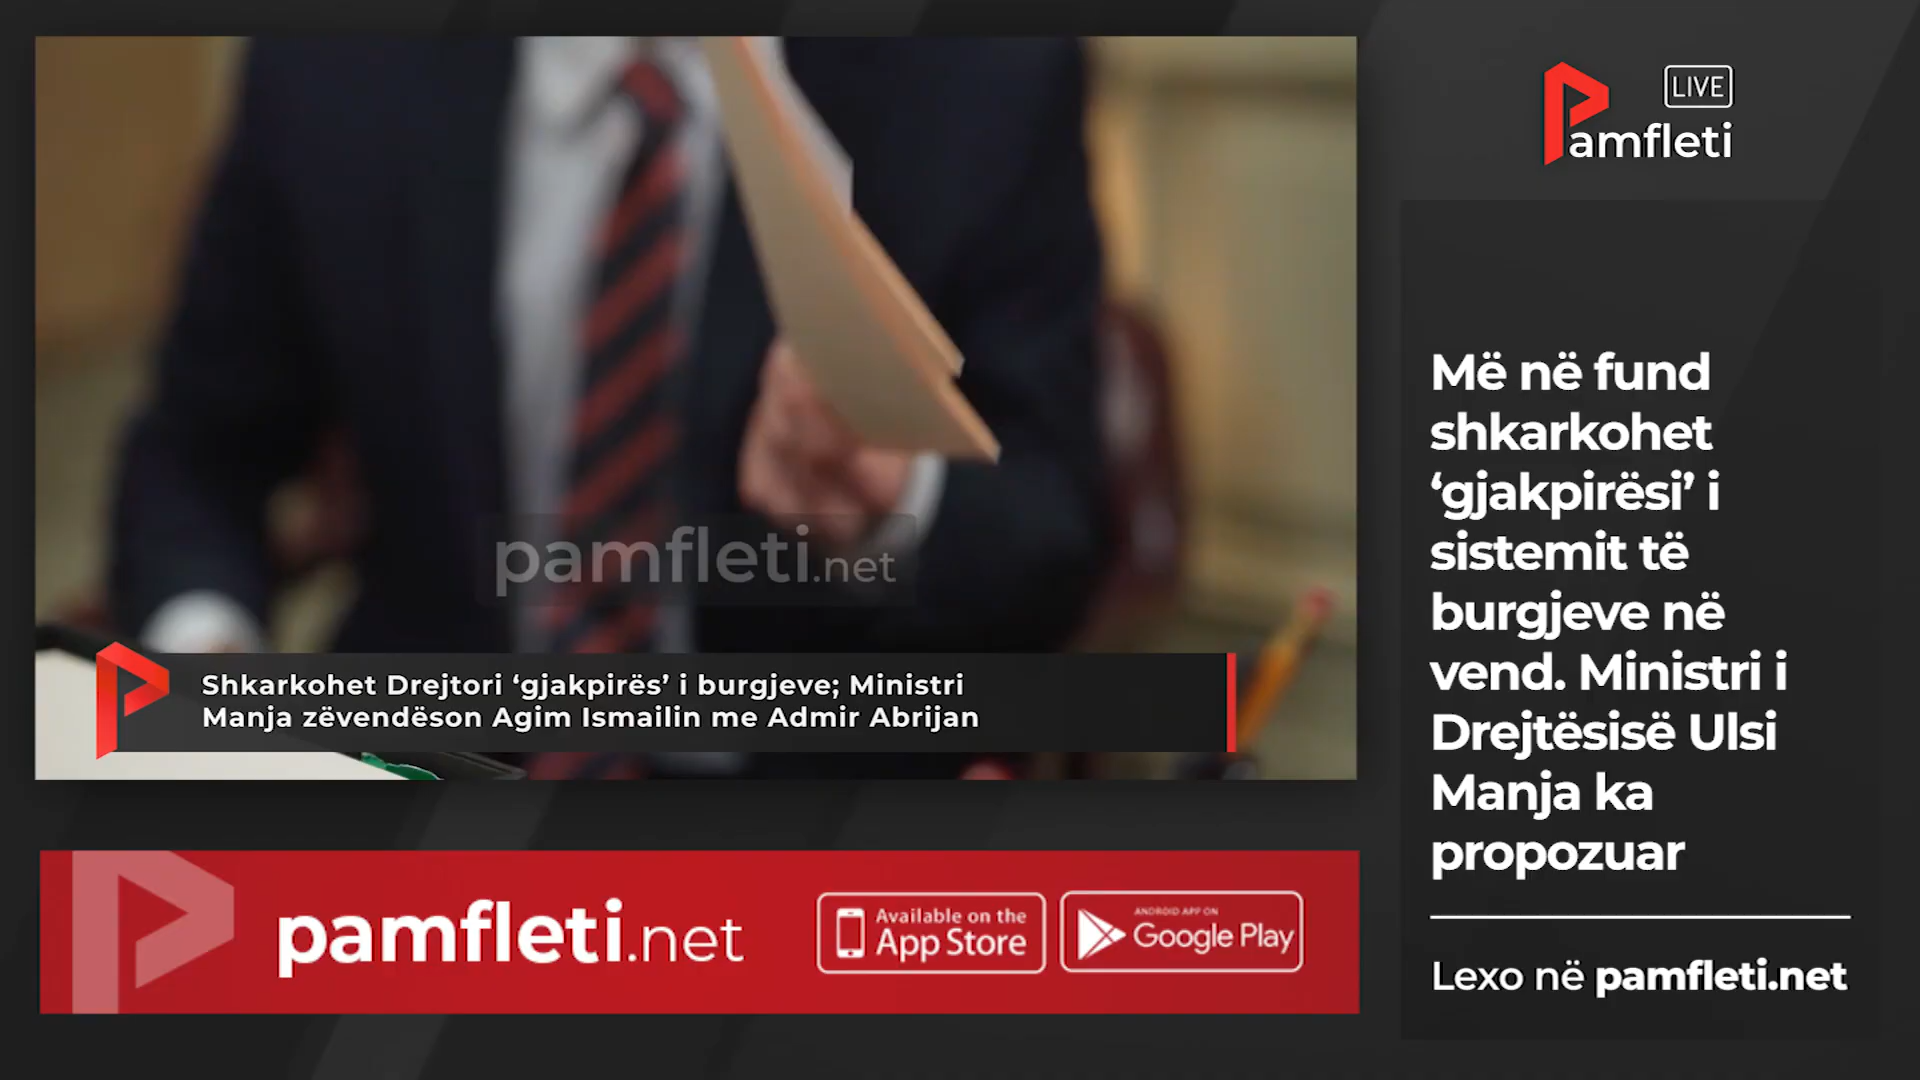 LIVE
Pamfleti
Më në fund
shkarkohet
‘gjakpirësi’ i
sistemit të
burgjeve në
vend. Ministri i
Drejtësisë Ulsi
Manja ka
propozuar
Lexo në pamfleti.net
pamfleti.net
Shkarkohet Drejtori ‘gjakpirës’ i burgjeve; Ministri
Manja zëvendëson Agim Ismailin me Admir Abrijan
pamfleti.net
Available on the
App Store
ANDROID APP ON
Google Play